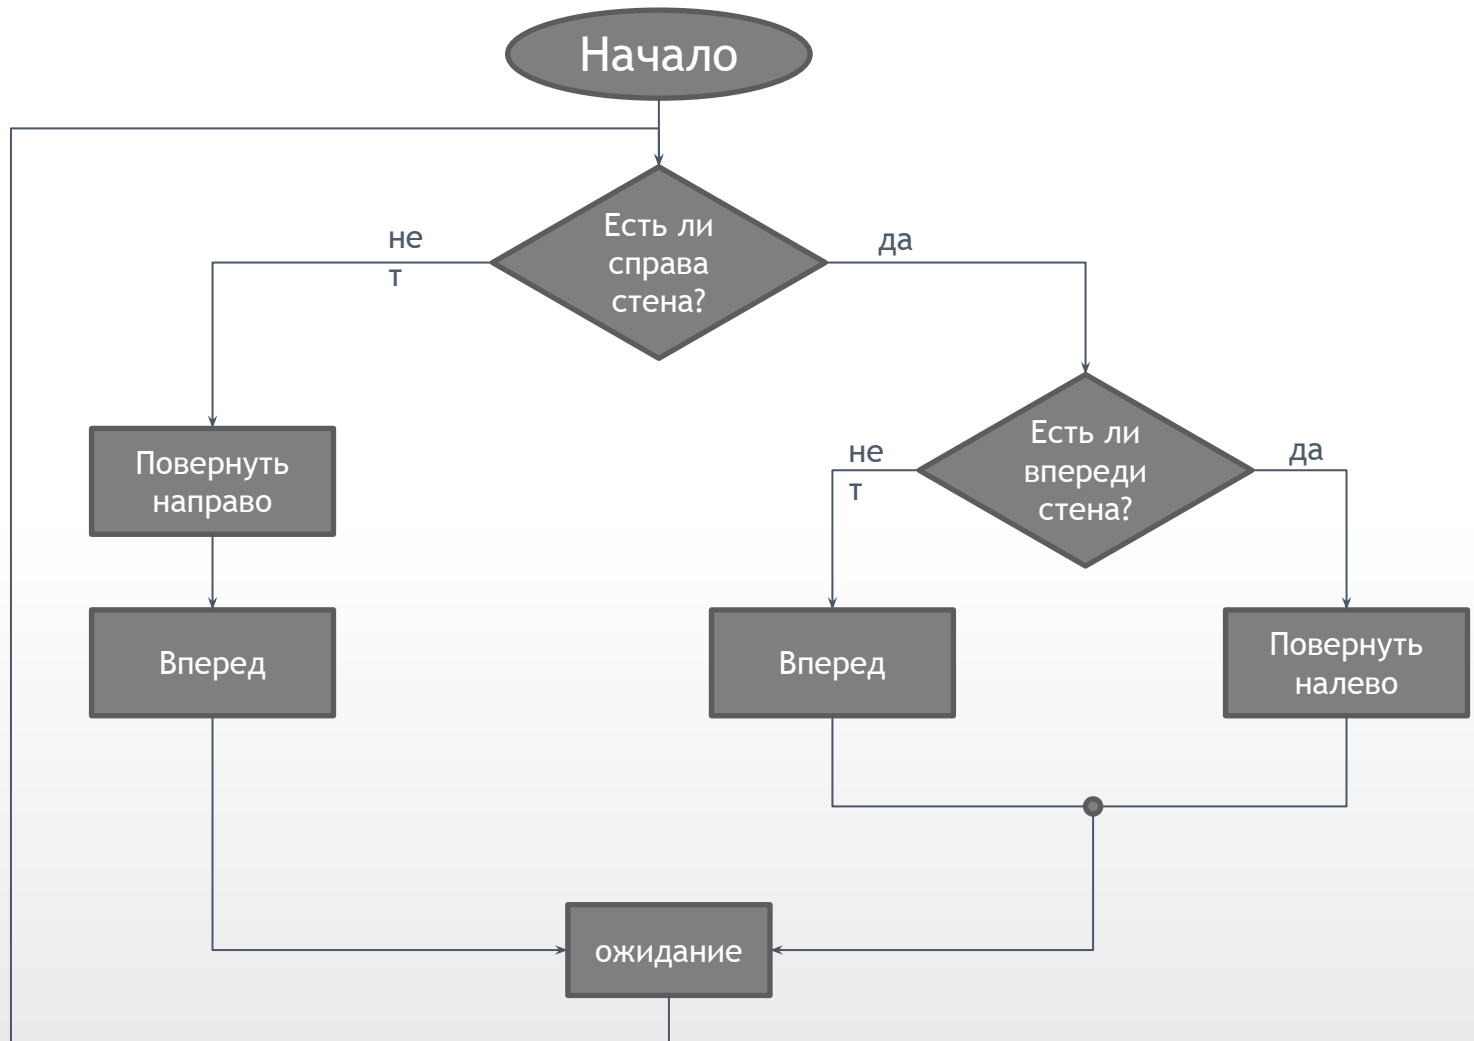 Начало
Есть ли
справа
стена?
не
т
да
Повернуть
направо
Вперед
Есть ли
впереди
стена?
не
т
да
Вперед
Повернуть
налево
ожидание